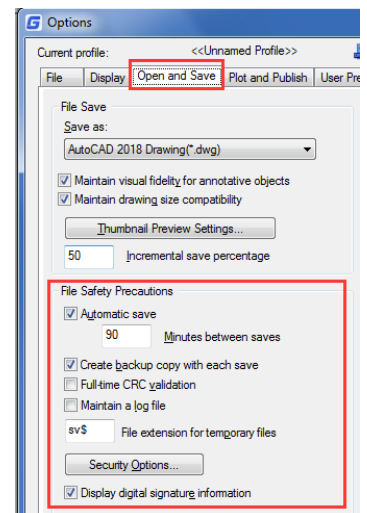 Options
Current profile: <<Unnamed Profile>>
File Display Open and Save Plot and Publish User Pre
File Save
Save as:
AutoCAD 2018 Drawing(*.dwg)
Maintain visual fidelity for annotative objects
Maintain drawing size compatibility
Thumbnail Preview Settings...
50 Incremental save percentage
File Safety Precautions
Automatic save
90 Minutes between saves
Create backup copy with each save
Full-time CRC validation
Maintain a log file
sv$ File extension for temporary files
Security Options...
Display digital signature information